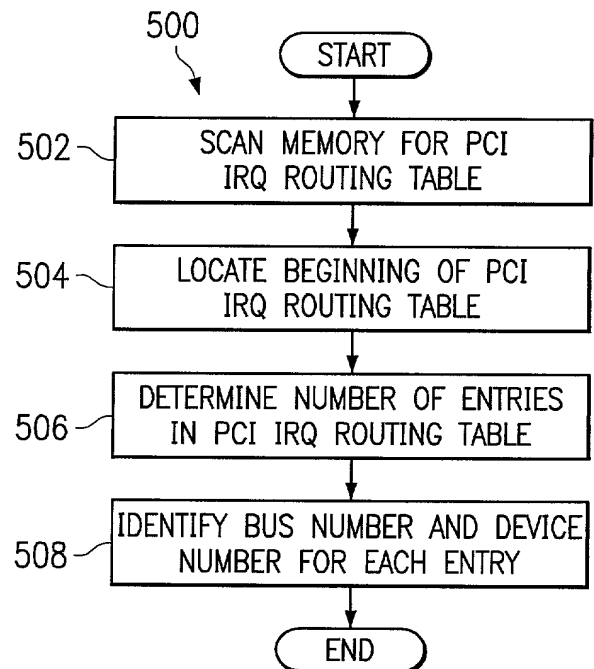 500
START
502
SCAN MEMORY FOR PCI
IRQ ROUTING TABLE
504
LOCATE BEGINNING OF PCI
IRQ ROUTING TABLE
506
DETERMINE NUMBER OF ENTRIES
IN PCI IRQ ROUTING TABLE
508
IDENTIFY BUS NUMBER AND DEVICE
NUMBER FOR EACH ENTRY
END